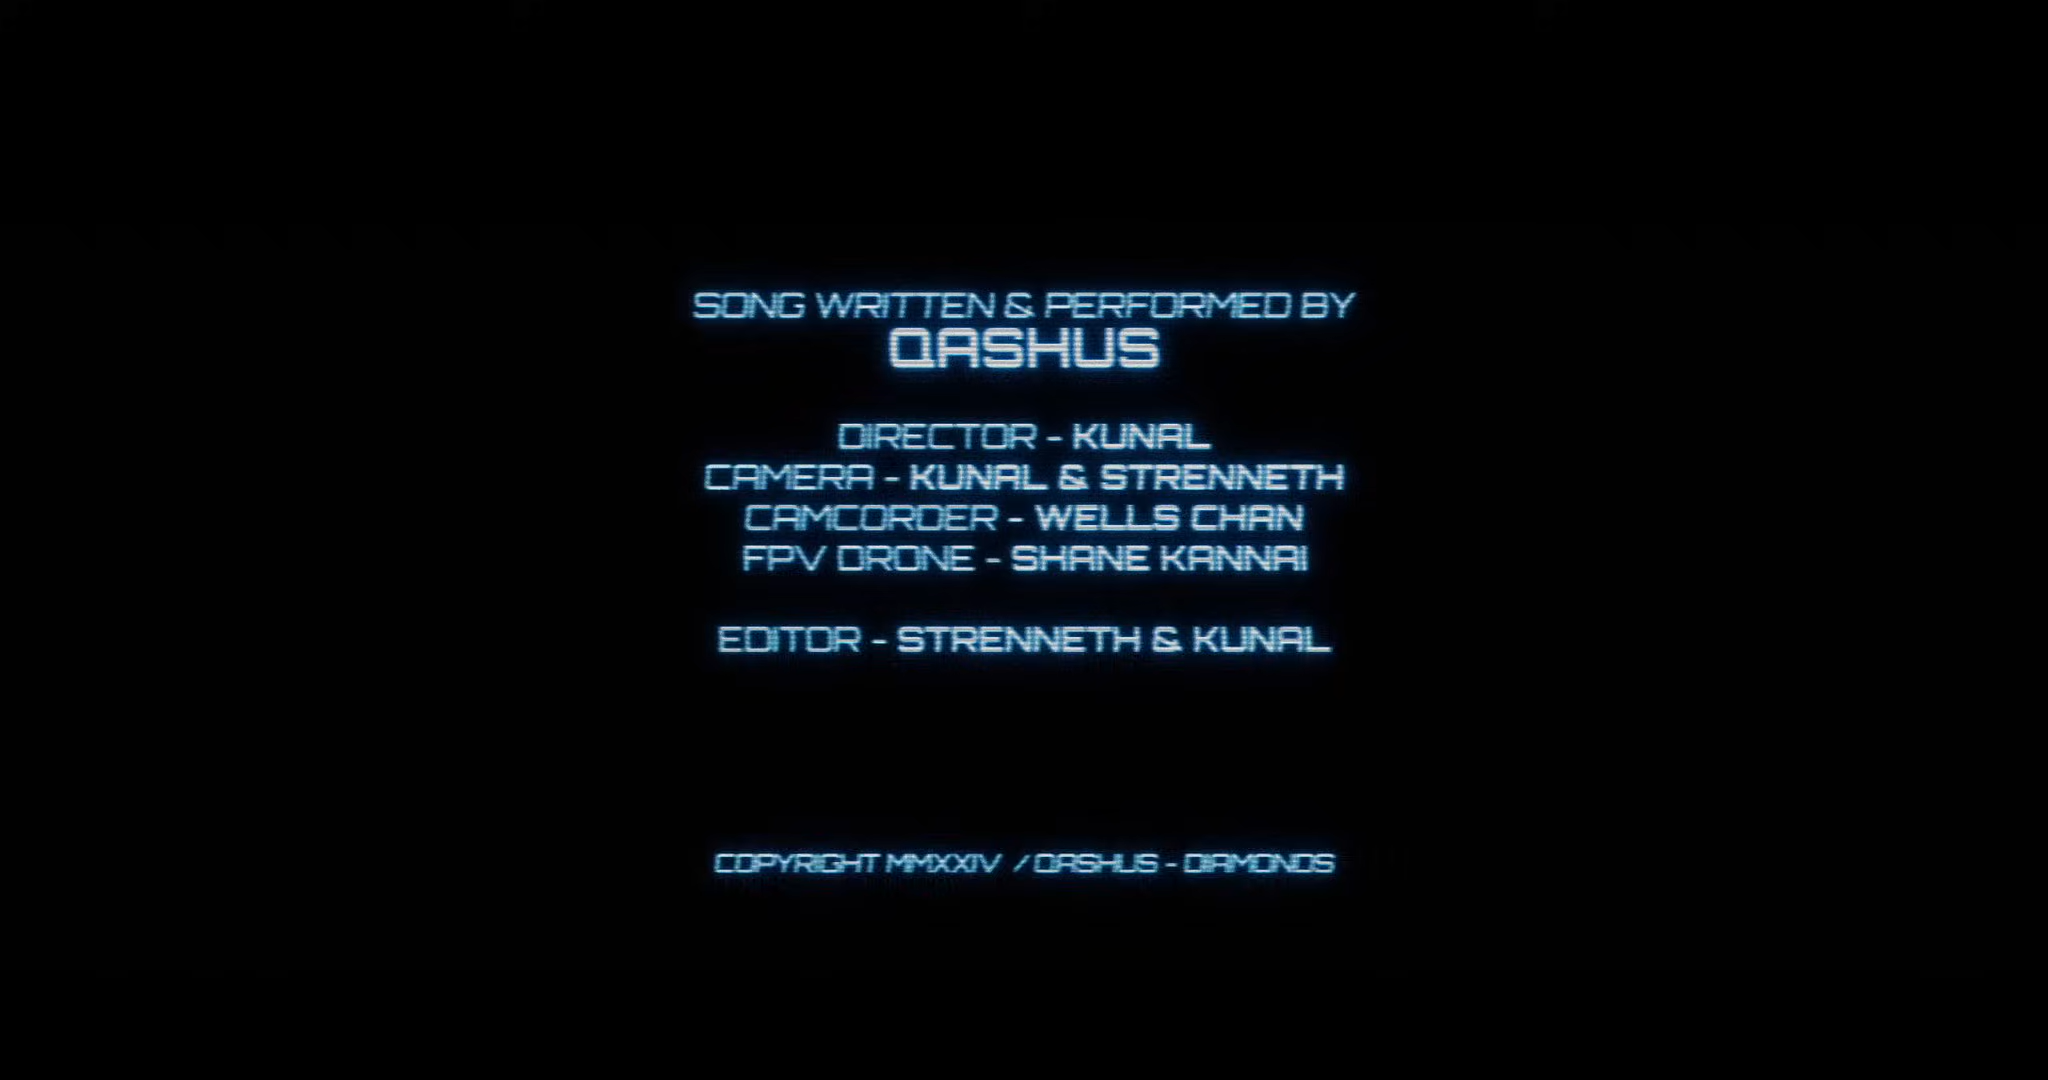 SONG WRITTEN & PERFORMED BY
QASHUS
DIRECTOR - KUNAL
CAMERA - KUNAL & STRENNETH
CAMCORDER - WELLS CHAN
FPV DRONE - SHANE KANNAI
EDITOR - STRENNETH & KUNAL
COPYRIGHT MMXXIV / QASHUS - DIAMONDS